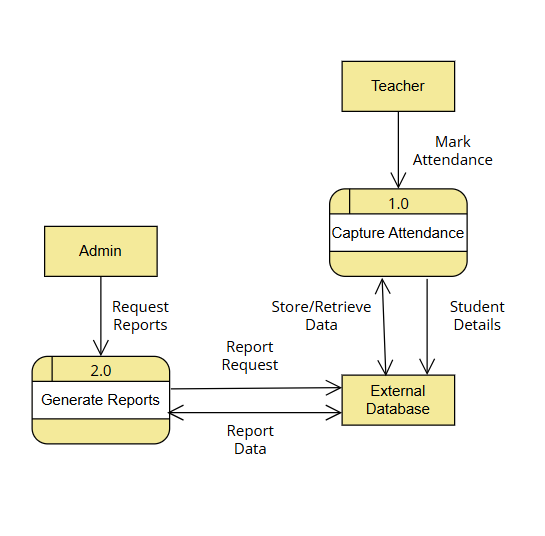 Teacher
Mark
Attendance
1.0
Capture Attendance
Admin
Request
Reports
Store/Retrieve
Data
Student
Details
Report
Request
2.0
Generate Reports
External
Database
Report
Data